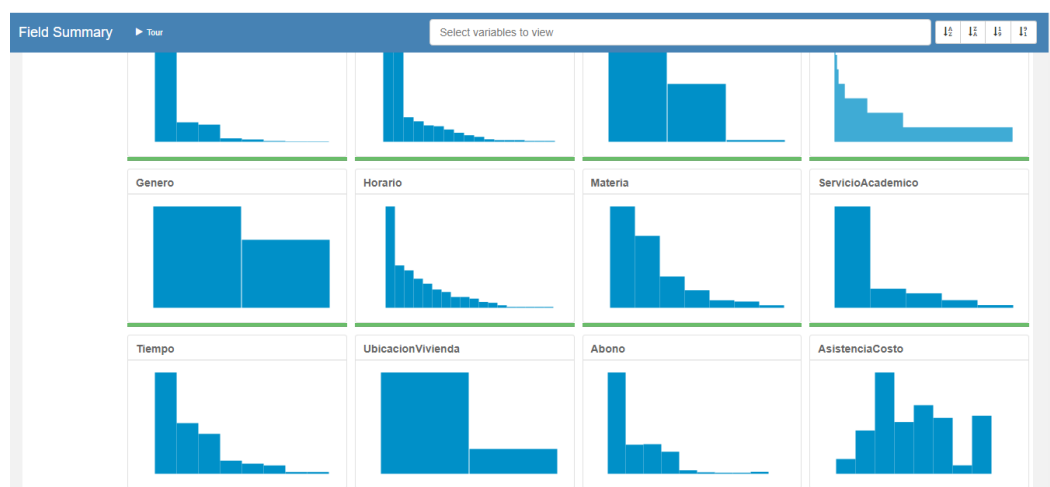 Field Summary
Tour
Select variables to view
Genero
Horario
Materia
ServicioAcademico
Tiempo
UbicacionVivienda
Abono
AsistenciaCosto